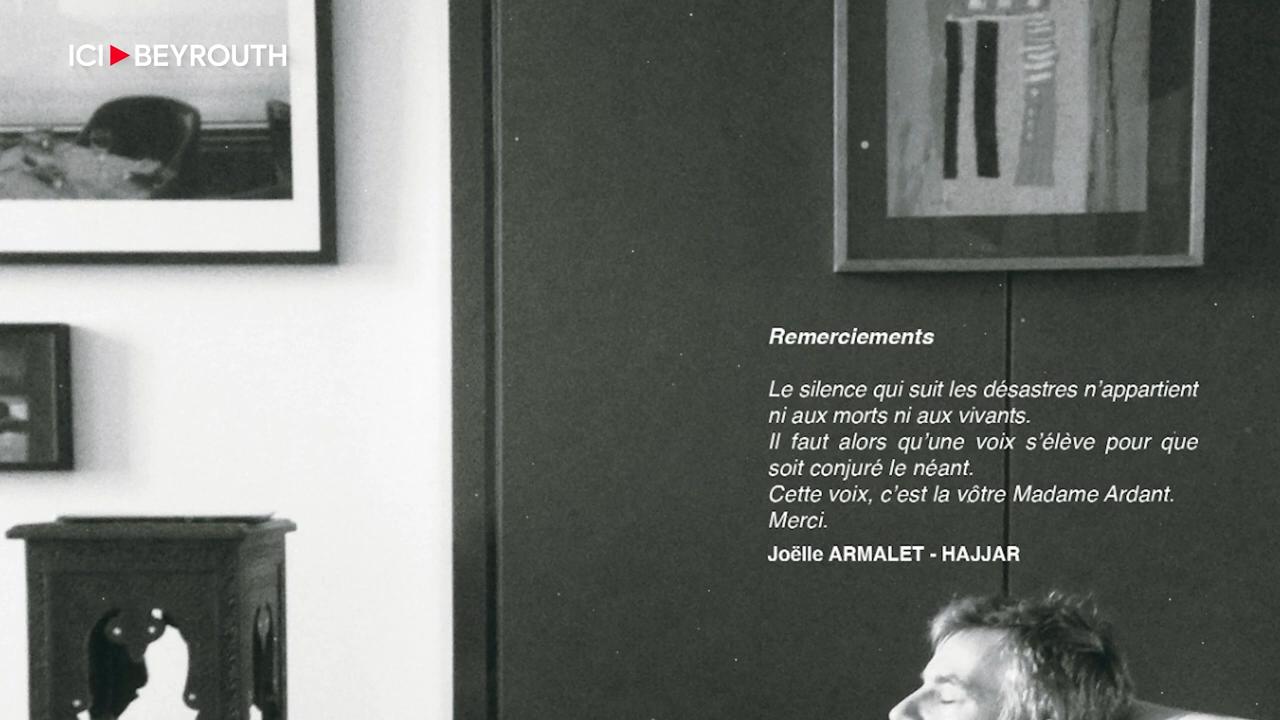 ICI BEYROUTH
Remerciements
Le silence qui suit les désastres n'appartient
ni aux morts ni aux vivants.
Il faut alors qu'une voix s'élève pour que
soit conjuré le néant.
Cette voix, c'est la vôtre Madame Ardant.
Merci.
Joëlle ARMALET - HAJJAR